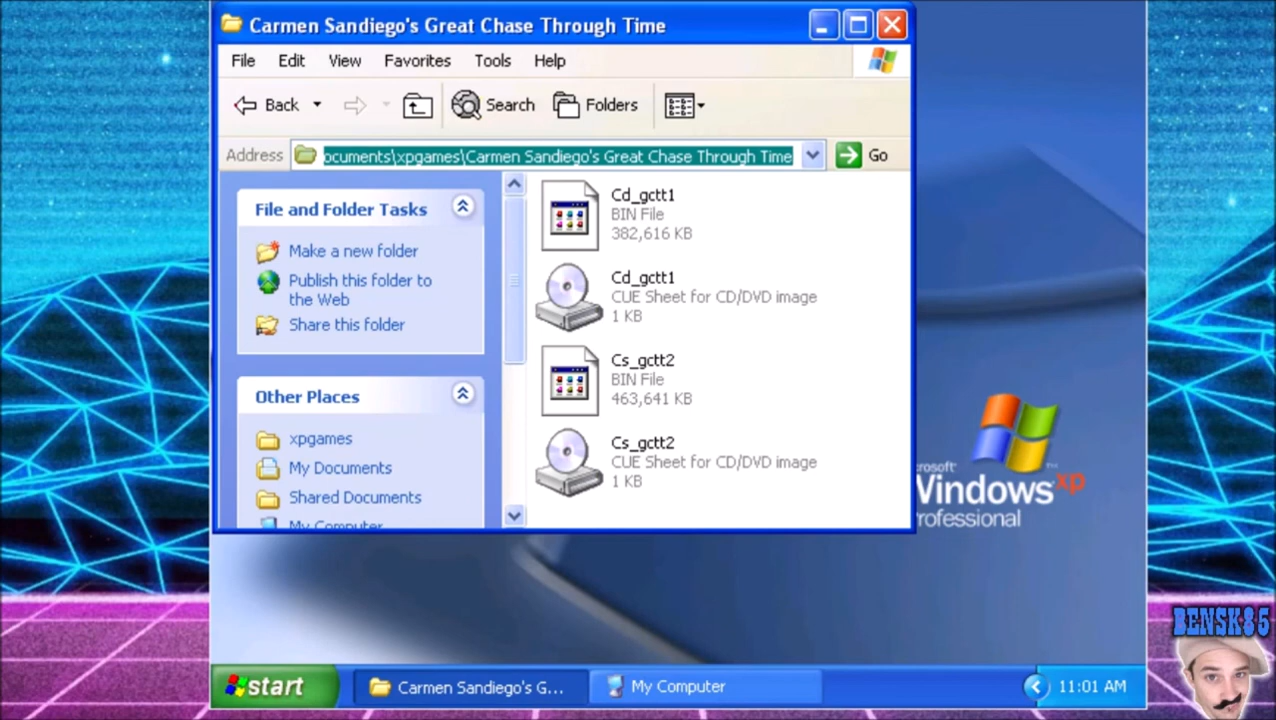 Carmen Sandiego's Great Chase Through Time
File Edit View Favorites Tools Help
Back Search Folders
Address ocuments\xpgames\Carmen Sandiego's Great Chase Through Time Go
File and Folder Tasks
Make a new folder
Publish this folder to
the Web
Share this folder
Other Places
xpgames
My Documents
Shared Documents
My Computer
Cd_gctt1
BIN File
382,616 KB
Cd_gctt1
CUE Sheet for CD/DVD image
1 KB
Cs_gctt2
BIN File
463,641 KB
Cs_gctt2
CUE Sheet for CD/DVD image
1 KB
crosoft
Windows xp
rofessional
BENSK85
start Carmen Sandiego's G... My Computer 11:01 AM